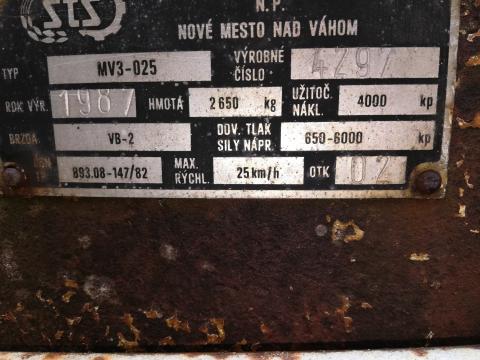 STS
N. P.
NOVÉ MESTO NAD VÁHOM
TYP MV3-025 VÝROBNÉ ČÍSLO 4297
ROK VÝR. 1987 HMOTA 2 650 kg UŽITOČ. NÁKL. 4000 kp
BRZDA VB-2 DOV. TLAK SILY NÁPR. 650-6000 kp
893.08-147/82 MAX. RÝCHL. 25 km/h OTK 02